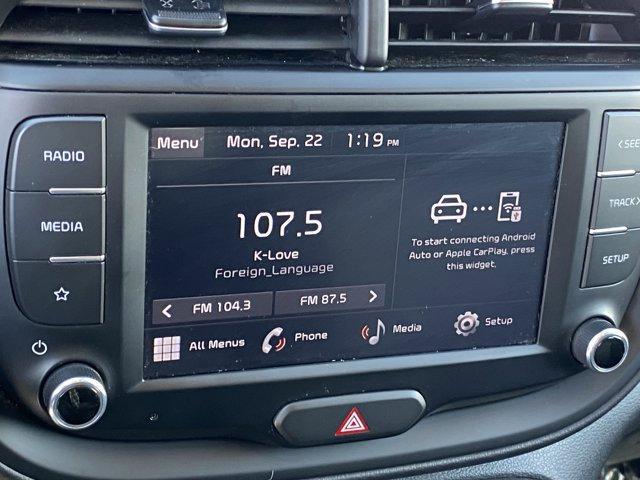 RADIO
MEDIA
Menu Mon, Sep. 22 1:19 PM
FM
107.5
K-Love
Foreign_Language
FM 104.3 FM 87.5
To start connecting Android
Auto or Apple CarPlay, press
this widget.
All Menus Phone Media Setup
TRACK
SETUP